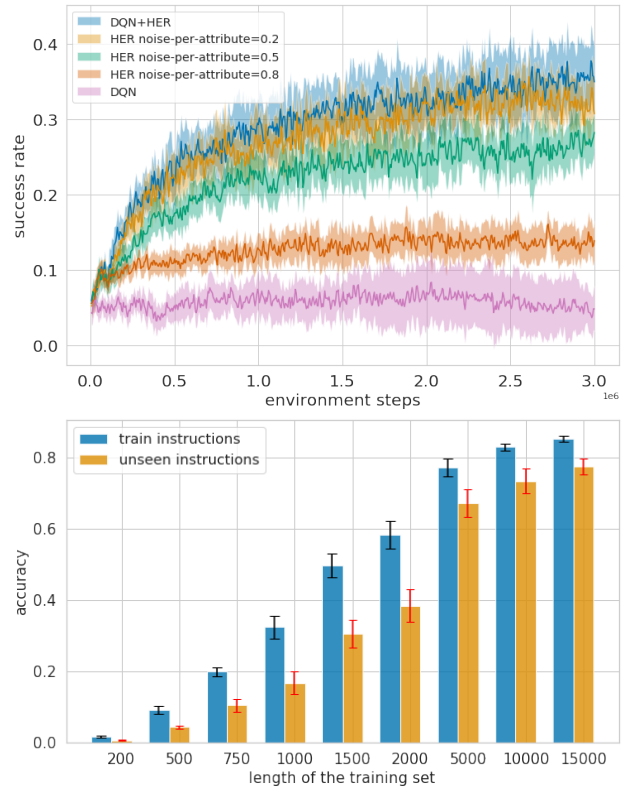 DQN+HER
HER noise-per-attribute=0.2
HER noise-per-attribute=0.5
HER noise-per-attribute=0.8
DQN
success rate
0.4
0.3
0.2
0.1
0.0
0.0 0.5 1.0 1.5 2.0 2.5 3.0
1e6
environment steps
train instructions
unseen instructions
accuracy
0.8
0.6
0.4
0.2
0.0
200 500 750 1000 1500 2000 5000 10000 15000
length of the training set